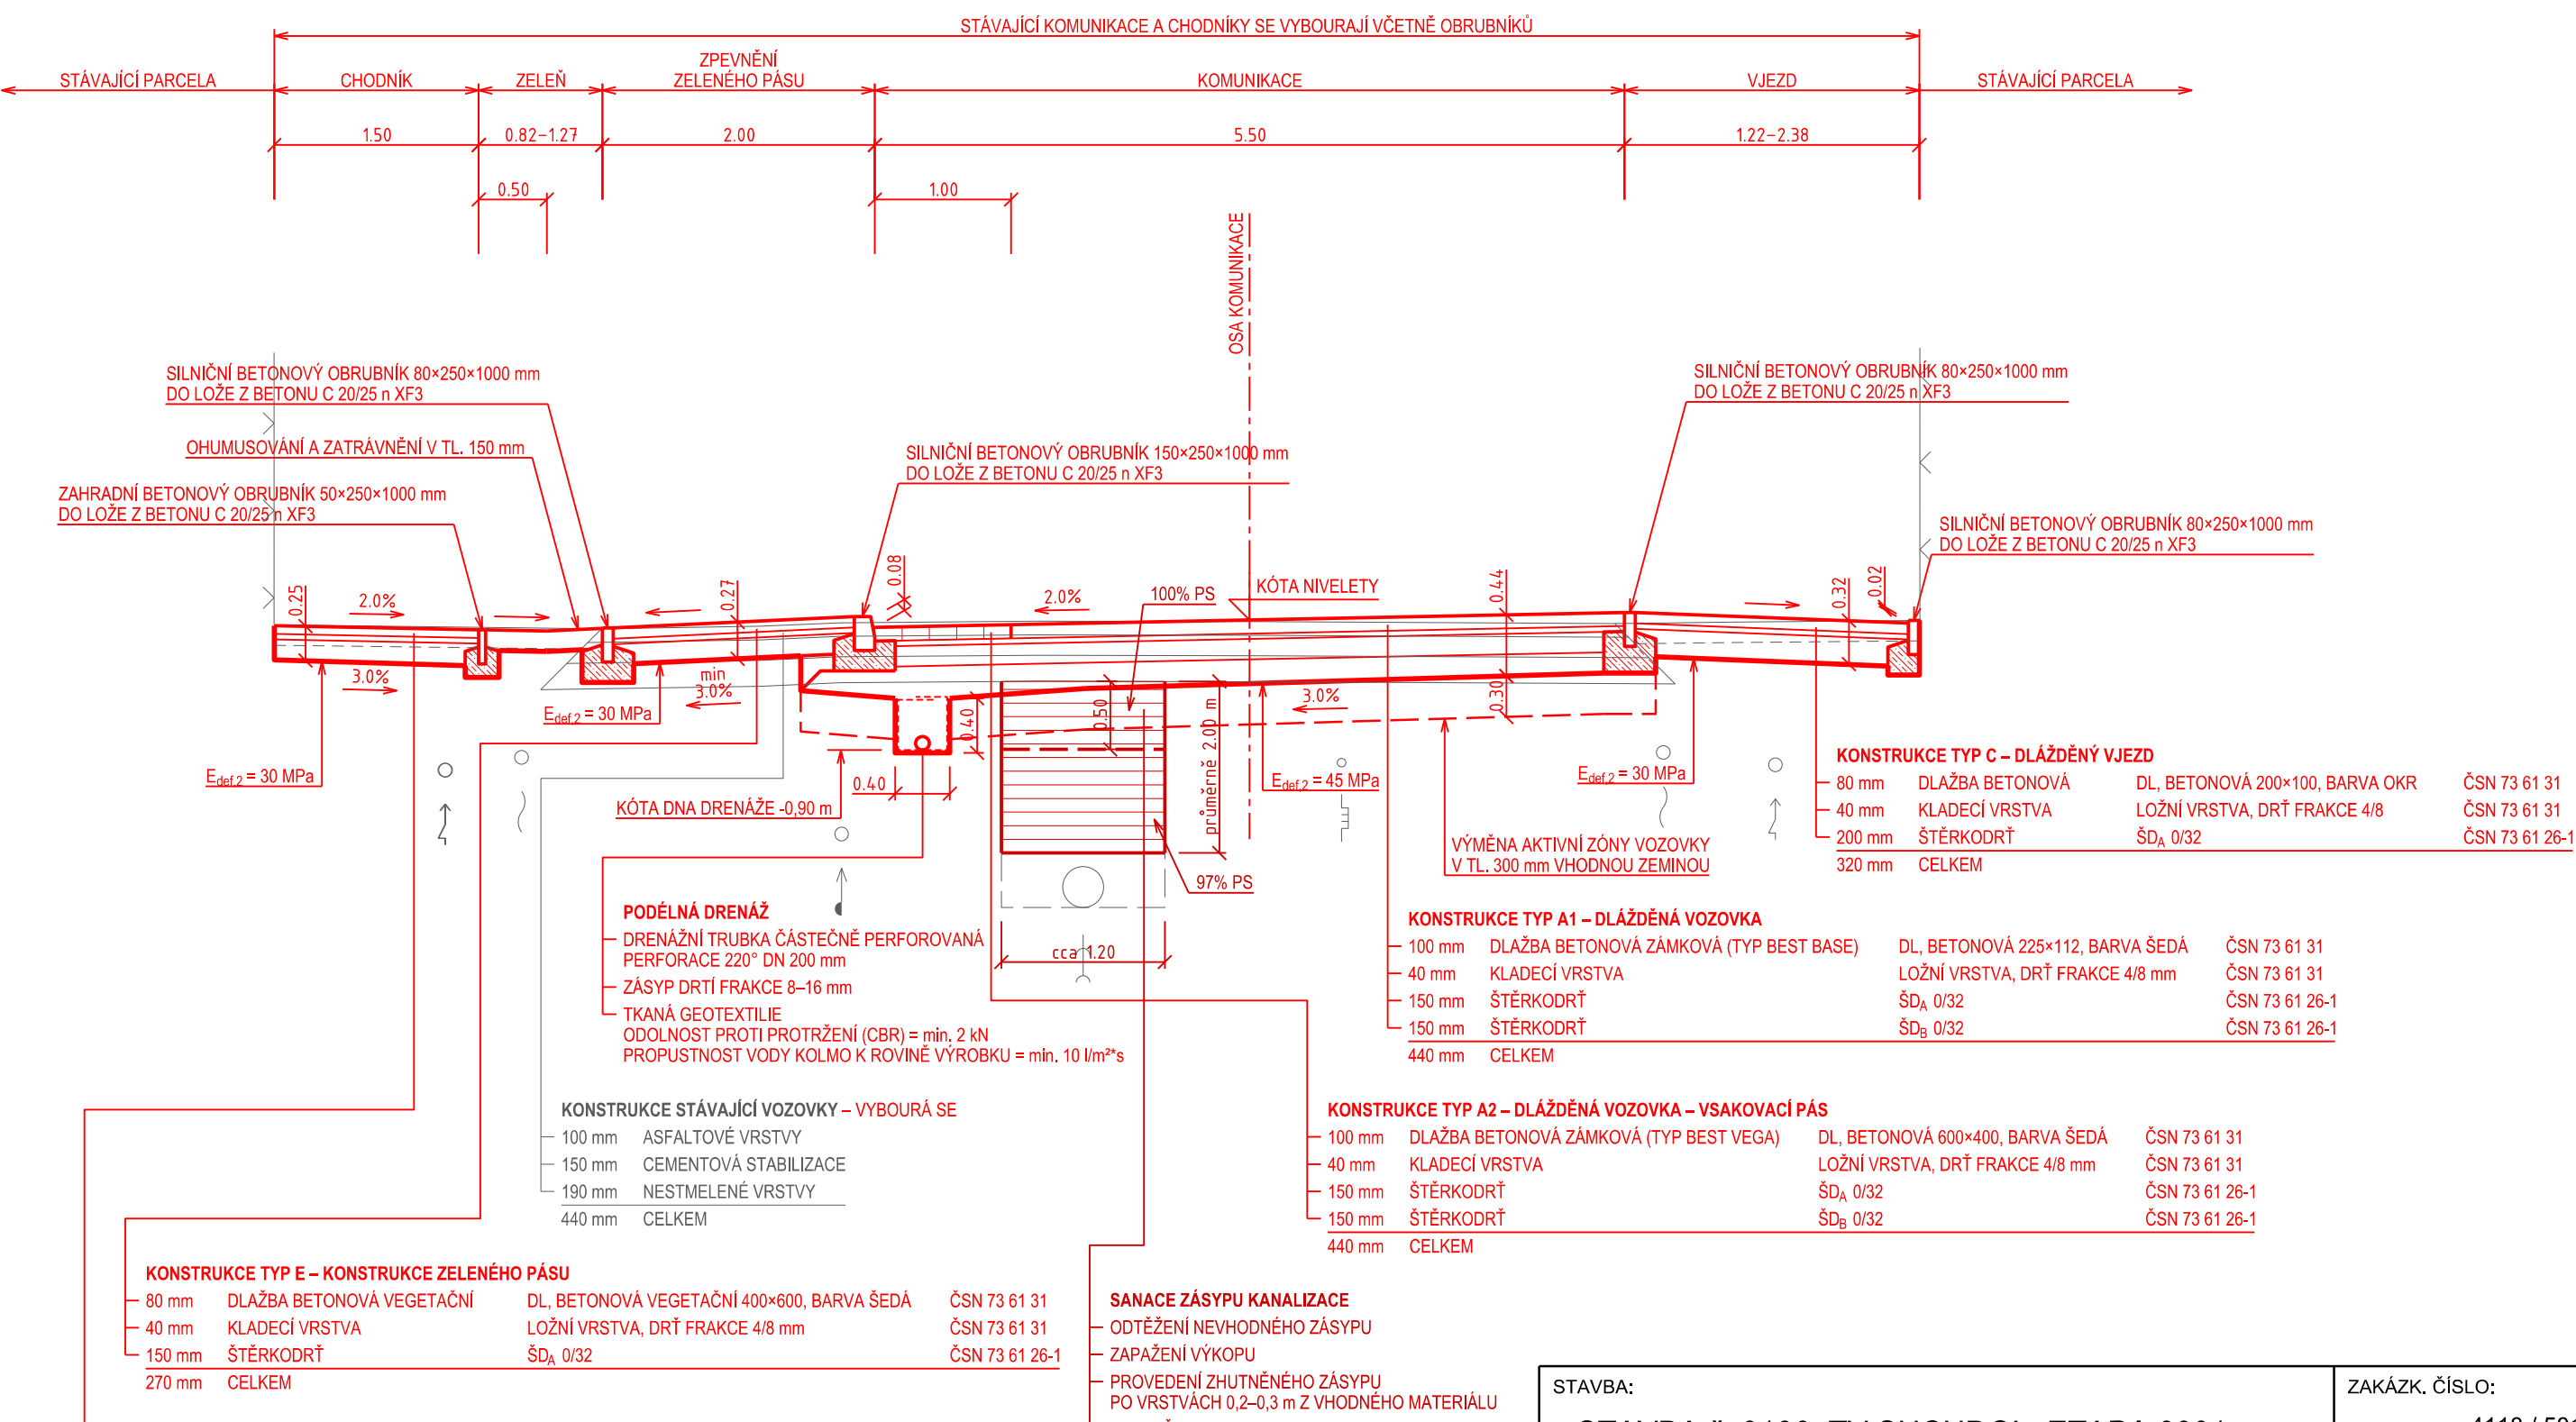 STÁVAJÍCÍ KOMUNIKACE A CHODNÍKY SE VYBOURAJÍ VČETNĚ OBRUBNÍKŮ
STÁVAJÍCÍ PARCELA
CHODNÍK
ZELEŇ
ZPEVNĚNÍ
ZELENÉHO PÁSU
KOMUNIKACE
VJEZD
STÁVAJÍCÍ PARCELA
1.50
0.82–1.27
2.00
5.50
1.22–2.38
0.50
1.00
OSA KOMUNIKACE
SILNIČNÍ BETONOVÝ OBRUBNÍK 80×250×1000 mm
DO LOŽE Z BETONU C 20/25 n XF3
OHUMUSOVÁNÍ A ZATRÁVNĚNÍ V TL. 150 mm
ZAHRADNÍ BETONOVÝ OBRUBNÍK 50×250×1000 mm
DO LOŽE Z BETONU C 20/25 n XF3
SILNIČNÍ BETONOVÝ OBRUBNÍK 150×250×1000 mm
DO LOŽE Z BETONU C 20/25 n XF3
SILNIČNÍ BETONOVÝ OBRUBNÍK 80×250×1000 mm
DO LOŽE Z BETONU C 20/25 n XF3
SILNIČNÍ BETONOVÝ OBRUBNÍK 80×250×1000 mm
DO LOŽE Z BETONU C 20/25 n XF3
0.25
2.0%
0.27
0.08
2.0%
100% PS
KÓTA NIVELETY
0.44
0.32
0.02
3.0%
min
3.0%
0.40
0.50
průměrně 2.00 m
3.0%
0.30
Edef,2 = 30 MPa
Edef,2 = 30 MPa
Edef,2 = 45 MPa
Edef,2 = 30 MPa
0.40
KÓTA DNA DRENÁŽE -0,90 m
97% PS
cca 1.20
VÝMĚNA AKTIVNÍ ZÓNY VOZOVKY
V TL. 300 mm VHODNOU ZEMINOU
KONSTRUKCE TYP C – DLÁŽDĚNÝ VJEZD
80 mm DLAŽBA BETONOVÁ DL, BETONOVÁ 200×100, BARVA OKR ČSN 73 61 31
40 mm KLADECÍ VRSTVA LOŽNÍ VRSTVA, DRŤ FRAKCE 4/8 ČSN 73 61 31
200 mm ŠTĚRKODRŤ ŠDA 0/32 ČSN 73 61 26-1
320 mm CELKEM
PODÉLNÁ DRENÁŽ
DRENÁŽNÍ TRUBKA ČÁSTEČNĚ PERFOROVANÁ
PERFORACE 220° DN 200 mm
ZÁSYP DRTÍ FRAKCE 8–16 mm
TKANÁ GEOTEXTILIE
ODOLNOST PROTI PROTRŽENÍ (CBR) = min. 2 kN
PROPUSTNOST VODY KOLMO K ROVINĚ VÝROBKU = min. 10 l/m²*s
KONSTRUKCE TYP A1 – DLÁŽDĚNÁ VOZOVKA
100 mm DLAŽBA BETONOVÁ ZÁMKOVÁ (TYP BEST BASE) DL, BETONOVÁ 225×112, BARVA ŠEDÁ ČSN 73 61 31
40 mm KLADECÍ VRSTVA LOŽNÍ VRSTVA, DRŤ FRAKCE 4/8 mm ČSN 73 61 31
150 mm ŠTĚRKODRŤ ŠDA 0/32 ČSN 73 61 26-1
150 mm ŠTĚRKODRŤ ŠDB 0/32 ČSN 73 61 26-1
440 mm CELKEM
KONSTRUKCE STÁVAJÍCÍ VOZOVKY – VYBOURÁ SE
100 mm ASFALTOVÉ VRSTVY
150 mm CEMENTOVÁ STABILIZACE
190 mm NESTMELENÉ VRSTVY
440 mm CELKEM
KONSTRUKCE TYP A2 – DLÁŽDĚNÁ VOZOVKA – VSAKOVACÍ PÁS
100 mm DLAŽBA BETONOVÁ ZÁMKOVÁ (TYP BEST VEGA) DL, BETONOVÁ 600×400, BARVA ŠEDÁ ČSN 73 61 31
40 mm KLADECÍ VRSTVA LOŽNÍ VRSTVA, DRŤ FRAKCE 4/8 mm ČSN 73 61 31
150 mm ŠTĚRKODRŤ ŠDA 0/32 ČSN 73 61 26-1
150 mm ŠTĚRKODRŤ ŠDB 0/32 ČSN 73 61 26-1
440 mm CELKEM
KONSTRUKCE TYP E – KONSTRUKCE ZELENÉHO PÁSU
80 mm DLAŽBA BETONOVÁ VEGETAČNÍ DL, BETONOVÁ VEGETAČNÍ 400×600, BARVA ŠEDÁ ČSN 73 61 31
40 mm KLADECÍ VRSTVA LOŽNÍ VRSTVA, DRŤ FRAKCE 4/8 mm ČSN 73 61 31
150 mm ŠTĚRKODRŤ ŠDA 0/32 ČSN 73 61 26-1
270 mm CELKEM
SANACE ZÁSYPU KANALIZACE
ODTĚŽENÍ NEVHODNÉHO ZÁSYPU
ZAPAŽENÍ VÝKOPU
PROVEDENÍ ZHUTNĚNÉHO ZÁSYPU
PO VRSTVÁCH 0,2–0,3 m Z VHODNÉHO MATERIÁLU
STAVBA:
ZAKÁZK. ČÍSLO: